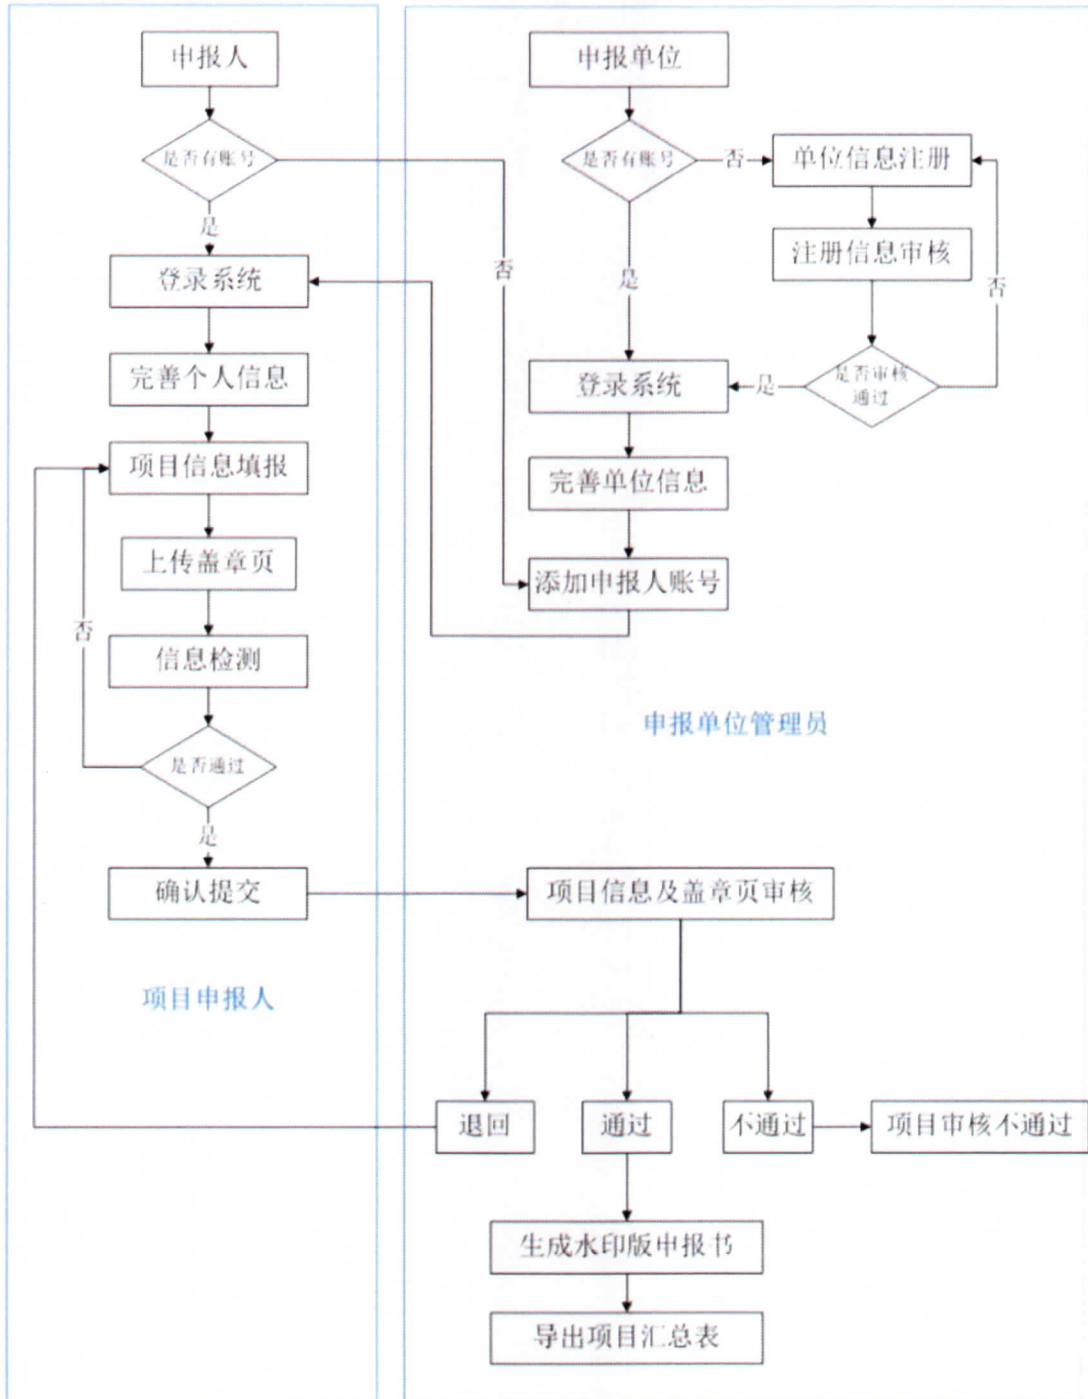 申报人
是否有账号
是
否
登录系统
完善个人信息
项目信息填报
上传盖章页
信息检测
否
是否通过
是
确认提交
项目申报人
申报单位
是否有账号
否
单位信息注册
注册信息审核
否
是否审核
通过
是
是
登录系统
完善单位信息
添加申报人账号
申报单位管理员
项目信息及盖章页审核
退回
通过
不通过
项目审核不通过
生成水印版申报书
导出项目汇总表